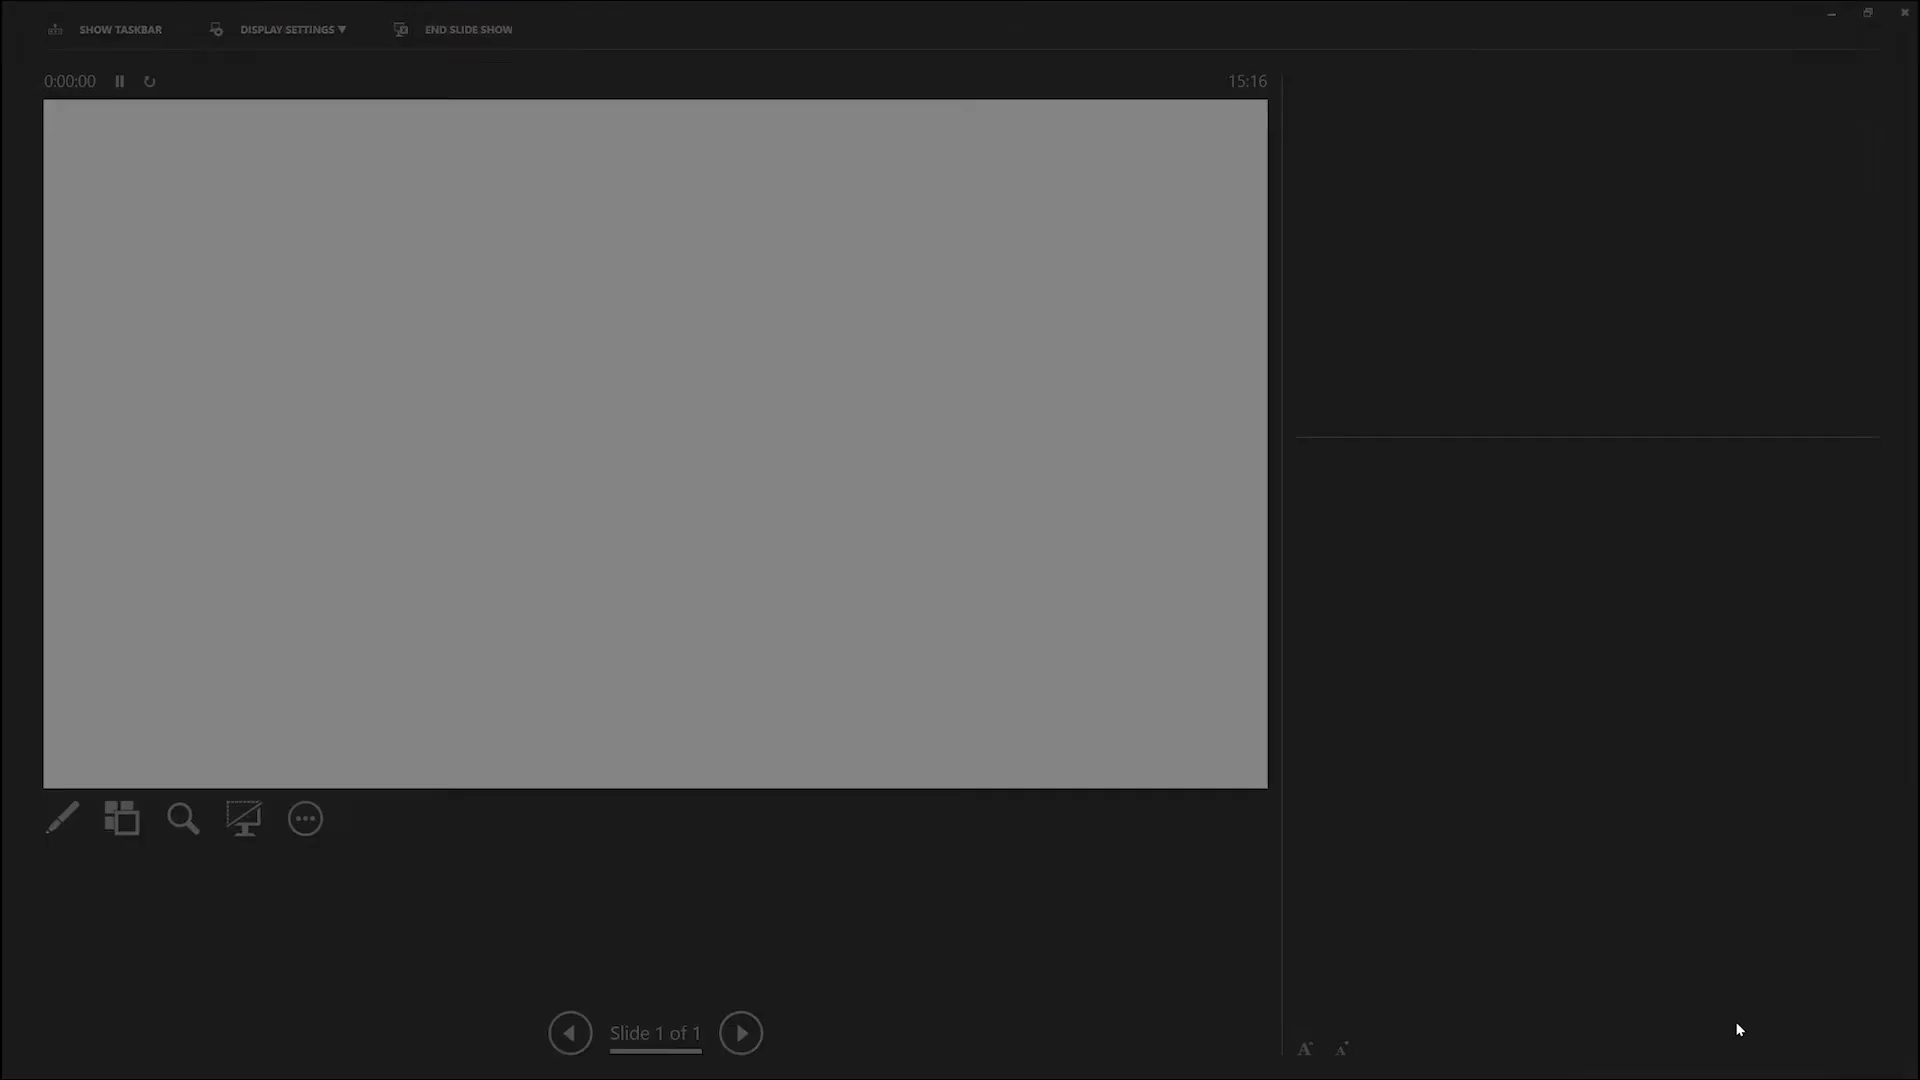 SHOW TASKBAR
DISPLAY SETTINGS ▼
END SLIDE SHOW
0:00:00
15:16
Slide 1 of 1
A A